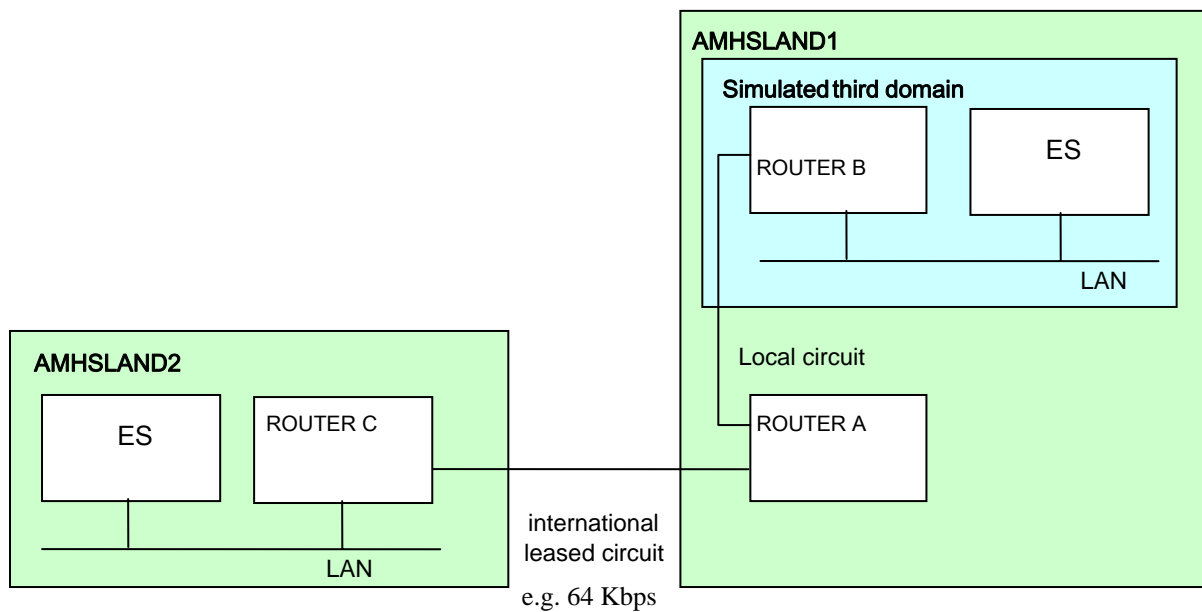 AMHSLAND1
Simulated third domain
ROUTER B
ES
LAN
Local circuit
ROUTER A
AMHSLAND2
ES
ROUTER C
LAN
international
leased circuit
e.g. 64 Kbps